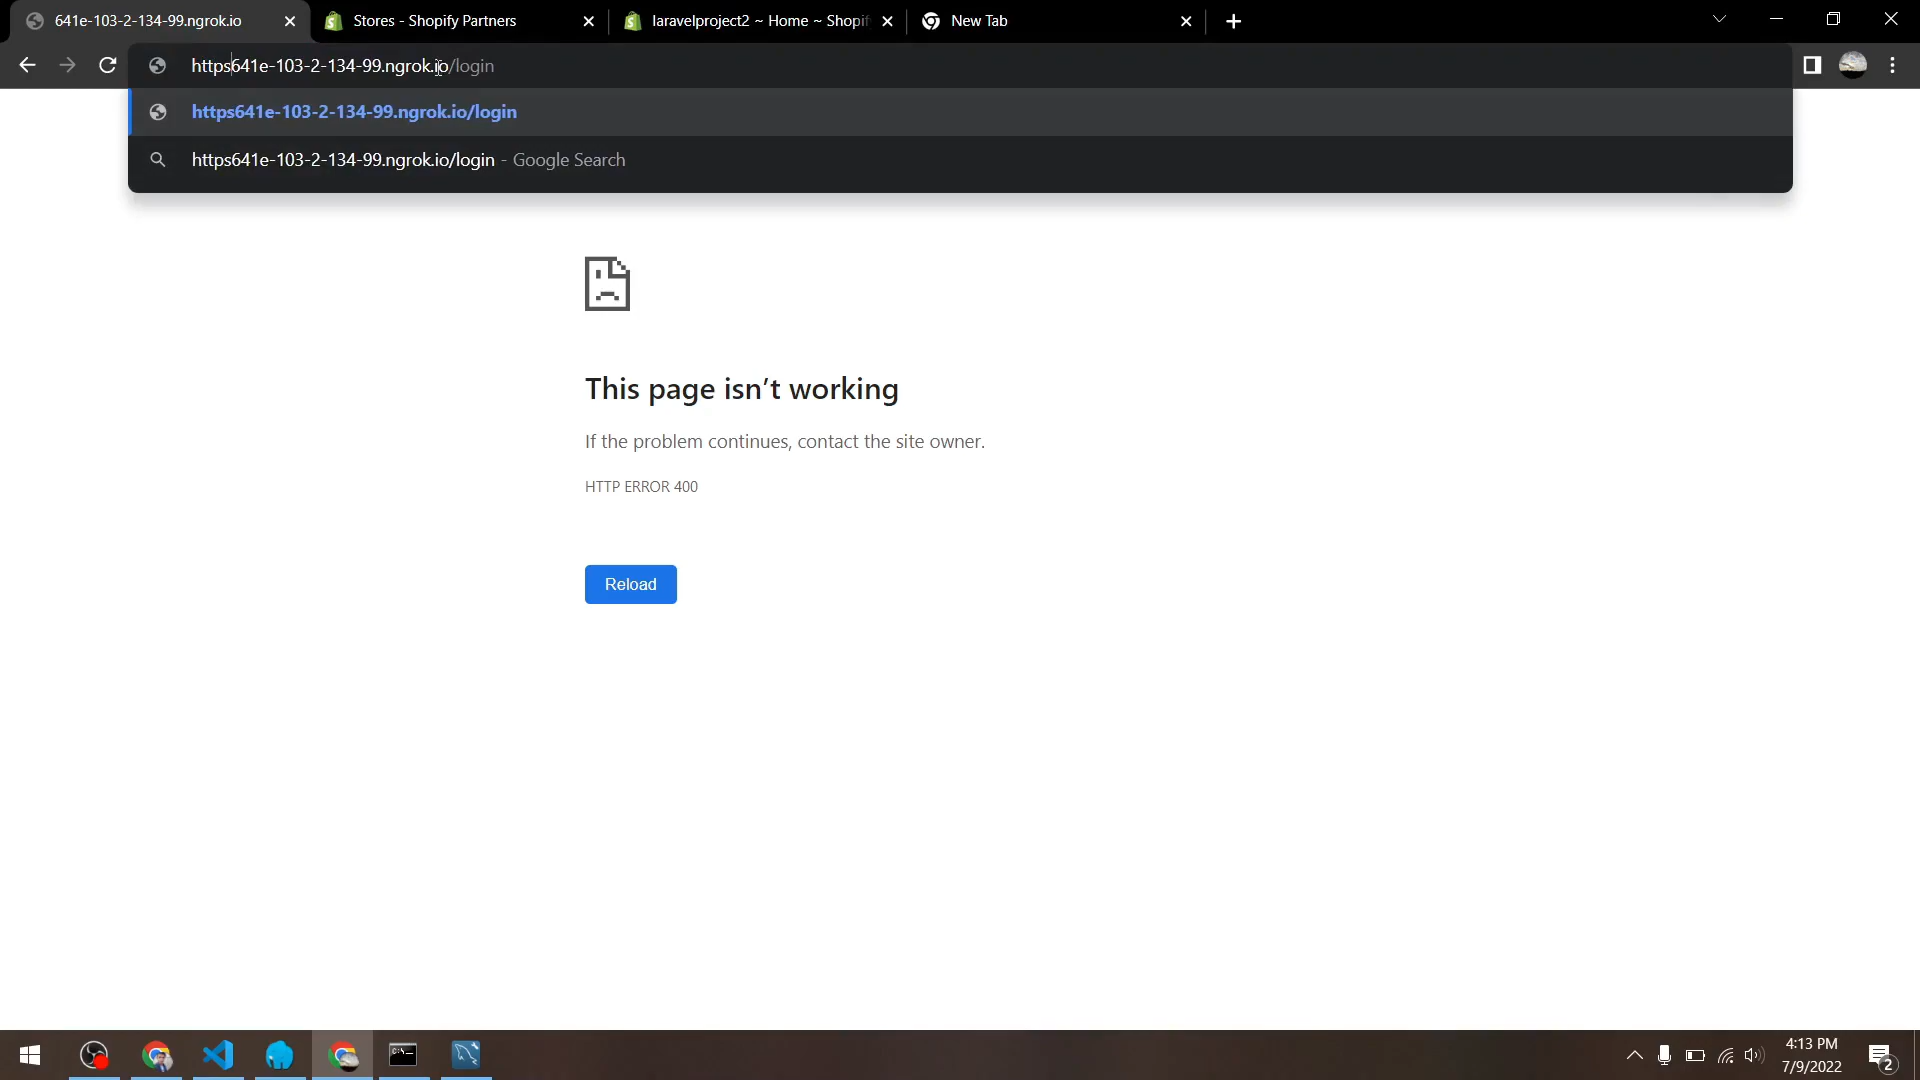 641e-103-2-134-99.ngrok.io
Stores - Shopify Partners
laravelproject2 ~ Home ~ Shopif
New Tab
https641e-103-2-134-99.ngrok.io/login
https641e-103-2-134-99.ngrok.io/login
https641e-103-2-134-99.ngrok.io/login - Google Search
This page isn’t working
If the problem continues, contact the site owner.
HTTP ERROR 400
Reload
C:\_
4:13 PM
7/9/2022
2